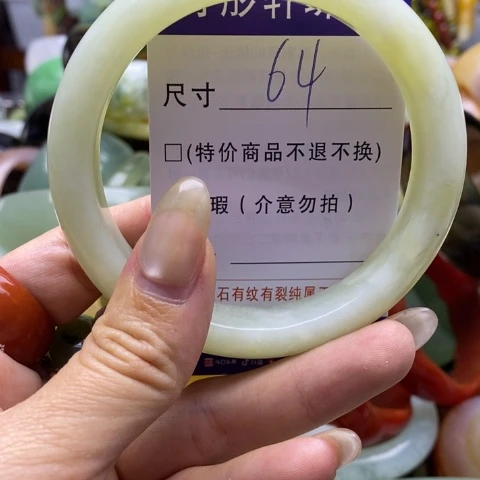 尺寸 64
□(特价商品不退不换)
瑕(介意勿拍)
石有纹有裂纯属